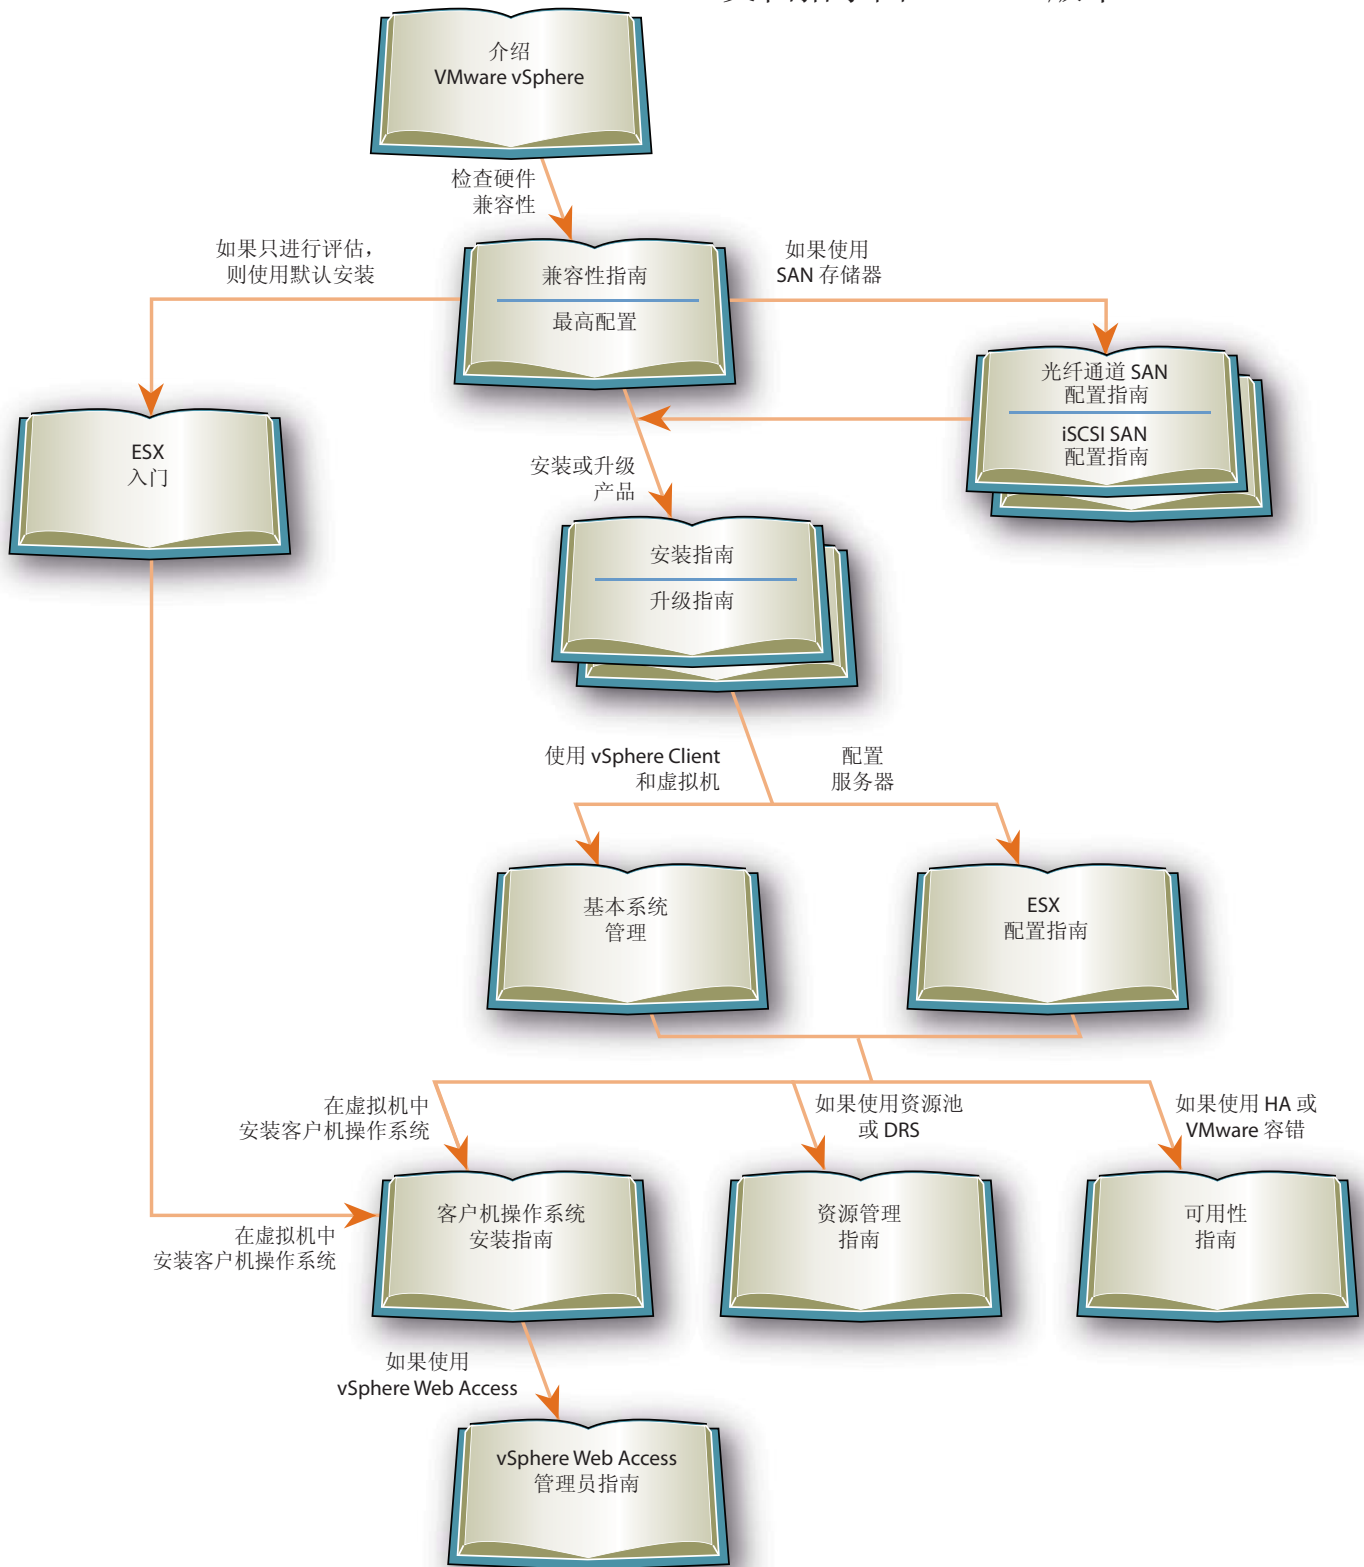 介绍
VMware vSphere
检查硬件
兼容性
如果只进行评估，
则使用默认安装
兼容性指南
最高配置
如果使用
SAN 存储器
光纤通道 SAN
配置指南
iSCSI SAN
配置指南
ESX
入门
安装或升级
产品
安装指南
升级指南
使用 vSphere Client
和虚拟机
配置
服务器
基本系统
管理
ESX
配置指南
在虚拟机中
安装客户机操作系统
如果使用资源池
或 DRS
如果使用 HA 或
VMware 容错
客户机操作系统
安装指南
资源管理
指南
可用性
指南
在虚拟机中
安装客户机操作系统
如果使用
vSphere Web Access
vSphere Web Access
管理员指南